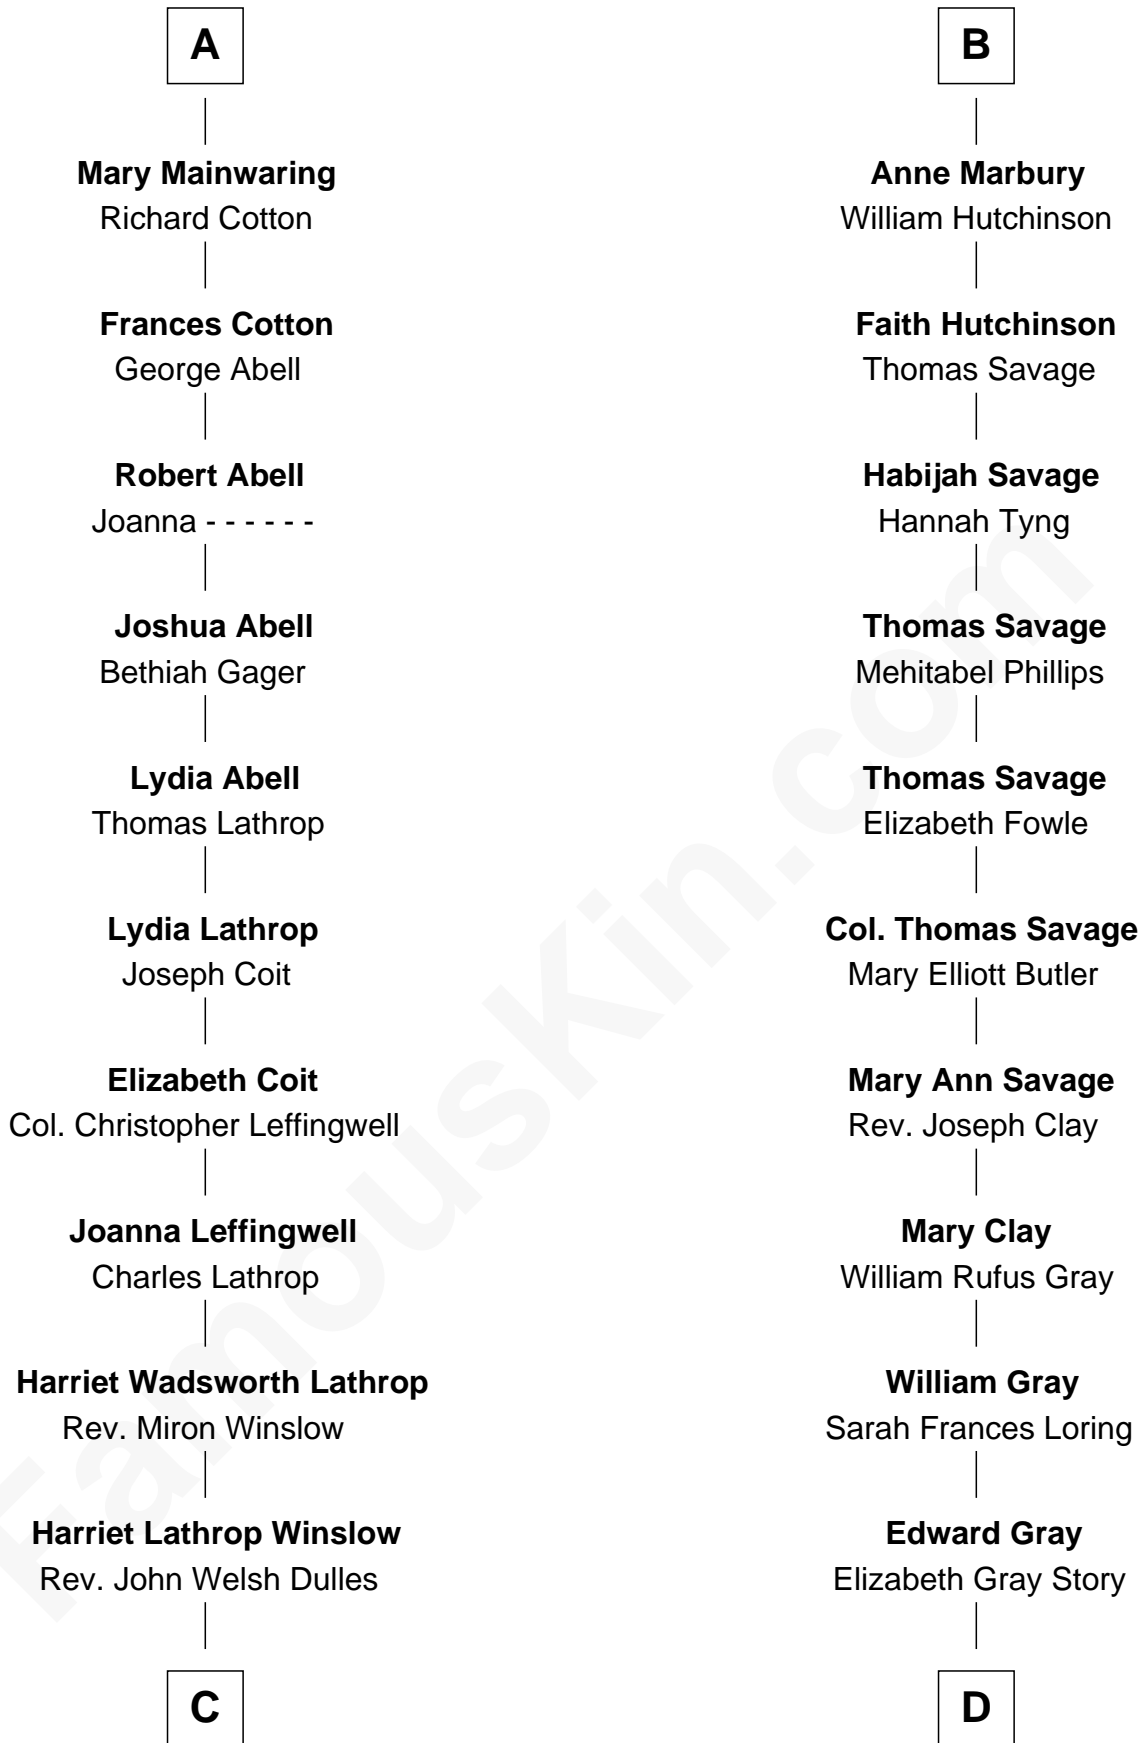 A
Mary Mainwaring
Richard Cotton
Frances Cotton
George Abell
Robert Abell
Joanna - - - - - -
Joshua Abell
Bethiah Gager
Lydia Abell
Thomas Lathrop
Lydia Lathrop
Joseph Coit
Elizabeth Coit
Col. Christopher Leffingwell
Joanna Leffingwell
Charles Lathrop
Harriet Wadsworth Lathrop
Rev. Miron Winslow
Harriet Lathrop Winslow
Rev. John Welsh Dulles
C
B
Anne Marbury
William Hutchinson
Faith Hutchinson
Thomas Savage
Habijah Savage
Hannah Tyng
Thomas Savage
Mehitabel Phillips
Thomas Savage
Elizabeth Fowle
Col. Thomas Savage
Mary Elliott Butler
Mary Ann Savage
Rev. Joseph Clay
Mary Clay
William Rufus Gray
William Gray
Sarah Frances Loring
Edward Gray
Elizabeth Gray Story
D
FamousKin.com